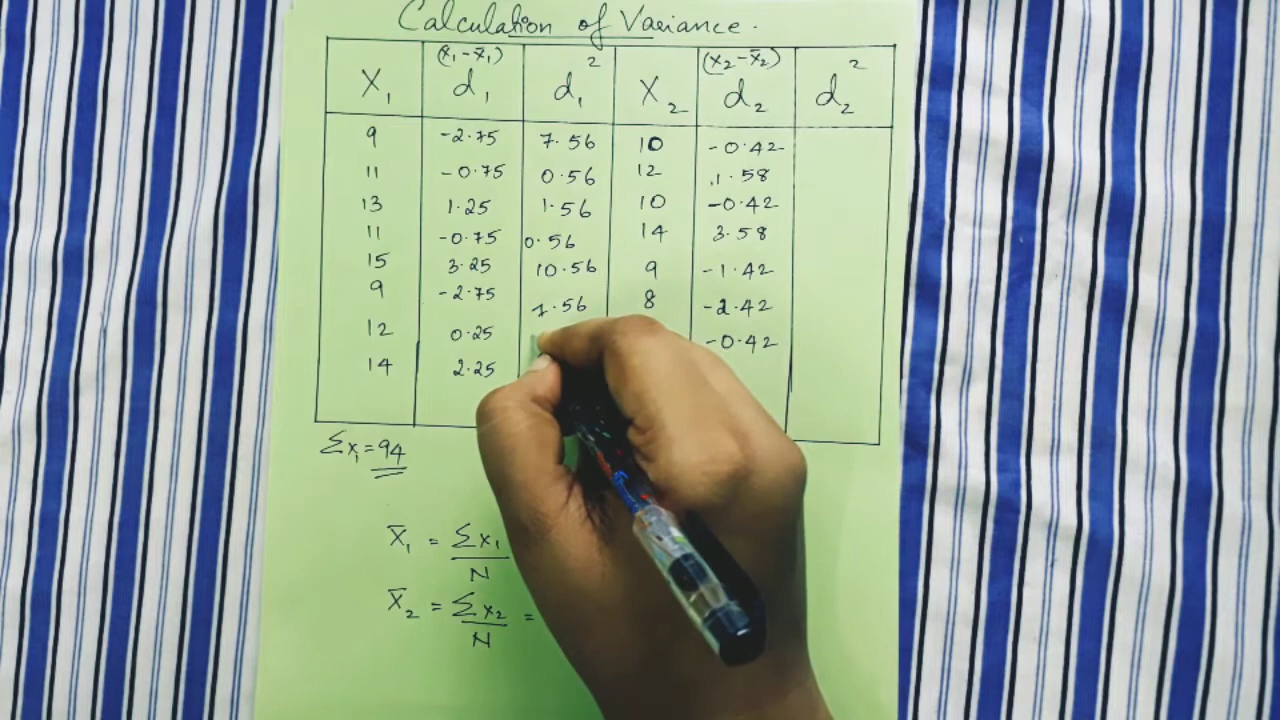 Calculation of Variance.
X₁ (x₁-x̄₁) d₁ d₁² X₂ (x₂-x̄₂) d₂ d₂²
9 -2.75 7.56 10 -0.42
11 -0.75 0.56 12 1.58
13 1.25 1.56 10 -0.42
11 -0.75 0.56 14 3.58
15 3.25 10.56 9 -1.42
9 -2.75 7.56 8 -2.42
12 0.25 -0.42
14 2.25
Σx₁=94
X̄₁ = Σx₁/N
X̄₂ = Σx₂/N =